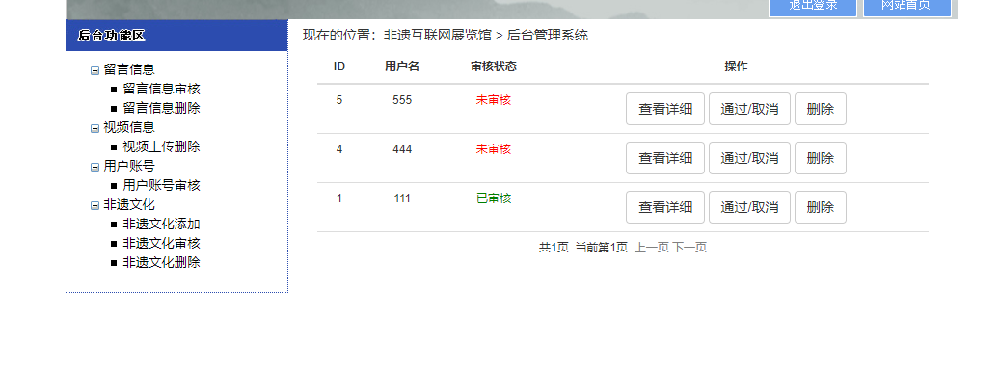 退出登录 网站首页
后台功能区
现在的位置：非遗互联网展览馆 > 后台管理系统
留言信息
留言信息审核
留言信息删除
视频信息
视频上传删除
用户账号
用户账号审核
非遗文化
非遗文化添加
非遗文化审核
非遗文化删除
ID 用户名 审核状态 操作
5 555 未审核 查看详细 通过/取消 删除
4 444 未审核 查看详细 通过/取消 删除
1 111 已审核 查看详细 通过/取消 删除
共1页 当前第1页 上一页 下一页